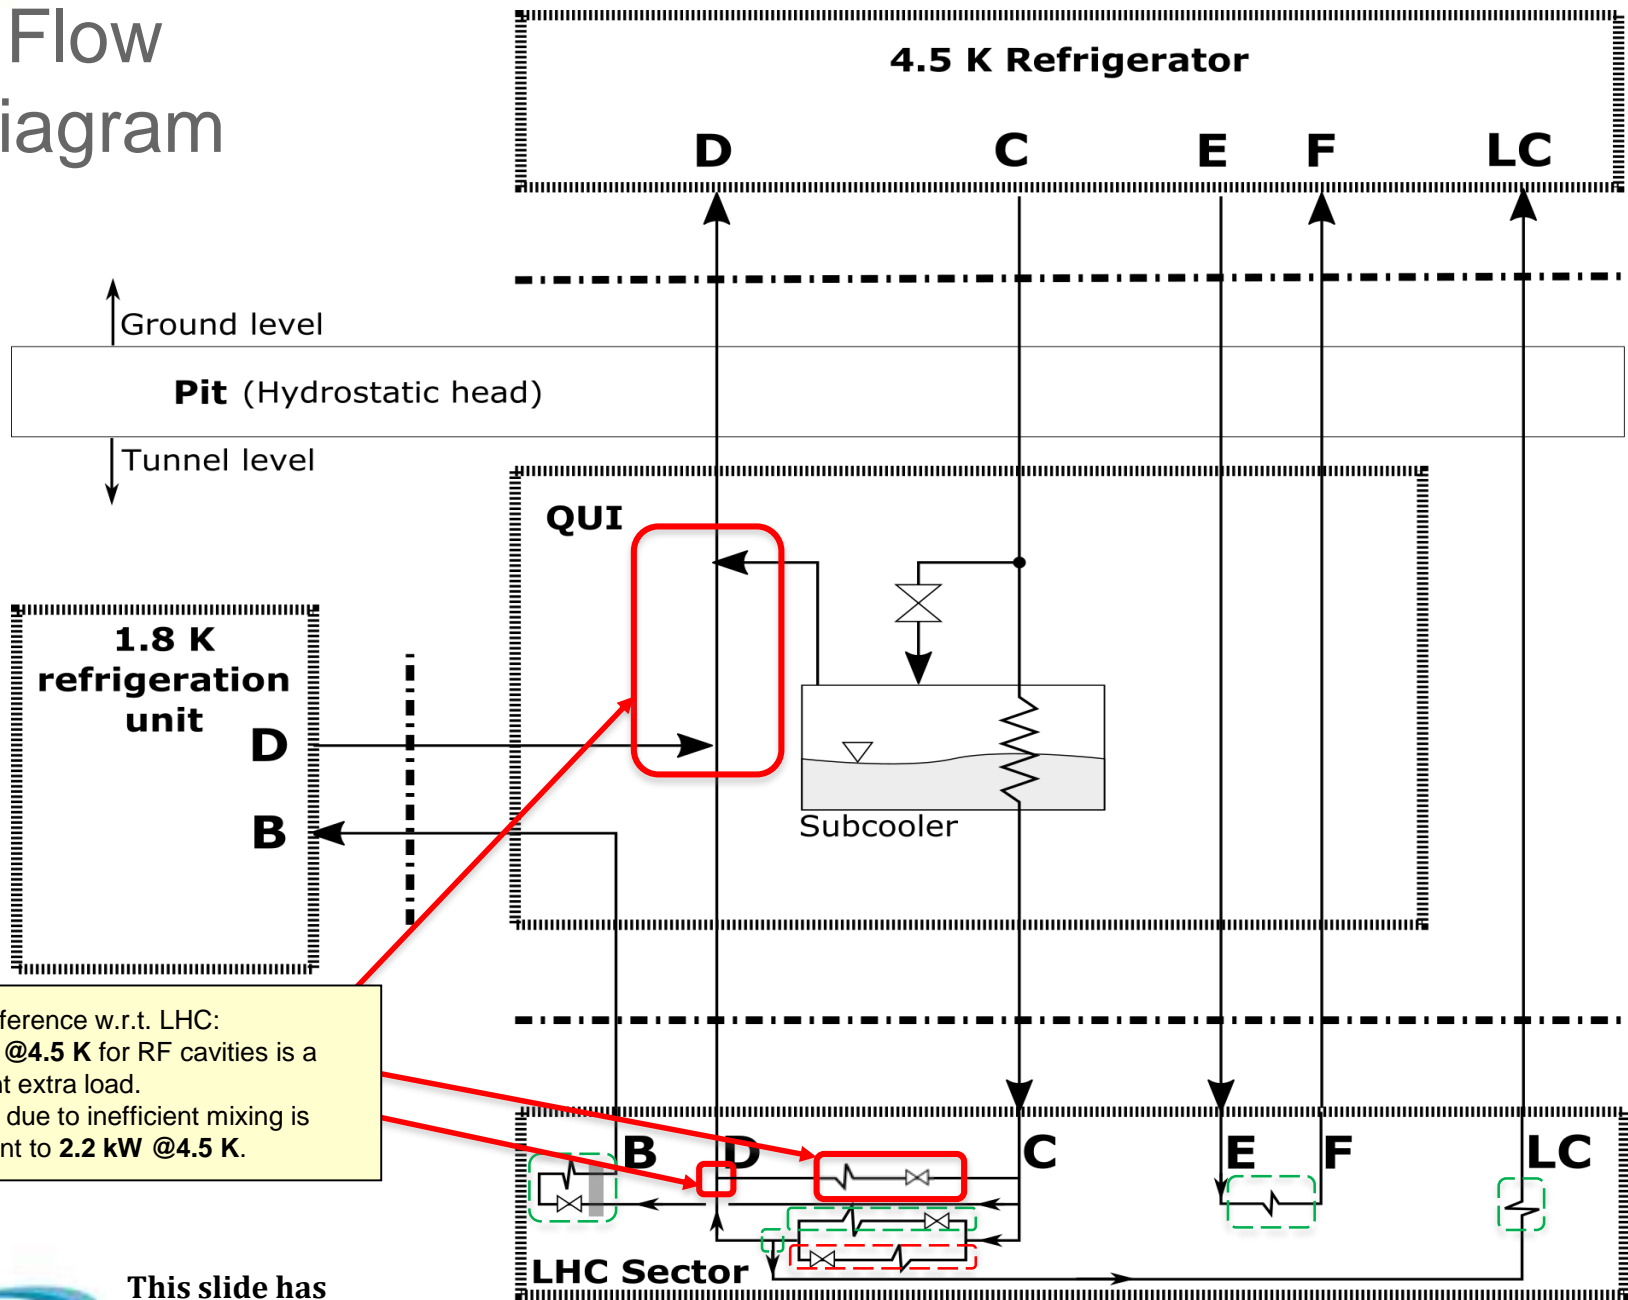 Flow
iagram
4.5 K Refrigerator
D C E F LC
Ground level
Pit (Hydrostatic head)
Tunnel level
QUI
1.8 K
refrigeration
unit
D
B
Subcooler
ference w.r.t. LHC:
@4.5 K for RF cavities is a
nt extra load.
due to inefficient mixing is
nt to 2.2 kW @4.5 K.
B D C E F LC
LHC Sector
This slide has